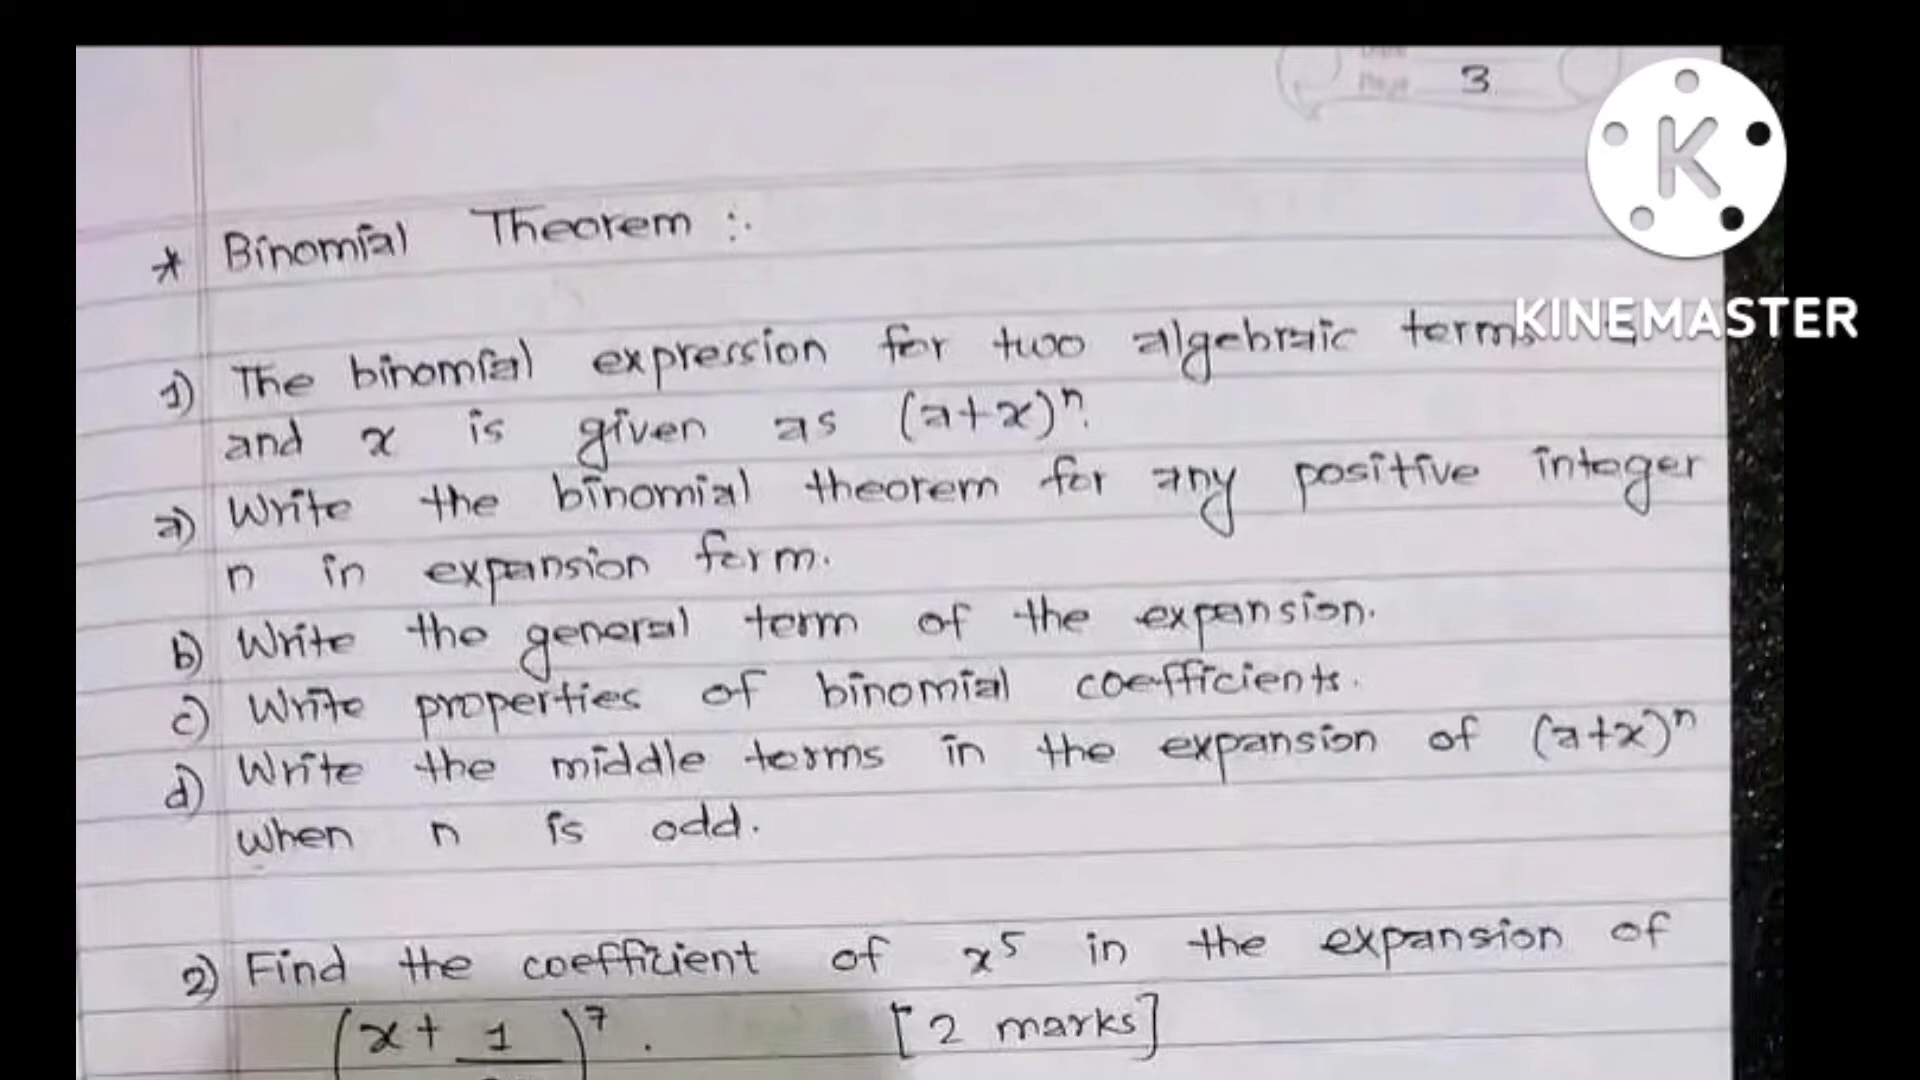 3
K
KINEMASTER
* Binomial Theorem :.
1) The binomial expression for two algebraic terms
and x is given as (a+x)ⁿ.
a) Write the binomial theorem for any positive integer
n in expansion form.
b) Write the general term of the expansion.
c) Write properties of binomial coefficients.
d) Write the middle terms in the expansion of (a+x)ⁿ
when n is odd.
2) Find the coefficient of x⁵ in the expansion of
(x + 1 )⁷. [2 marks]